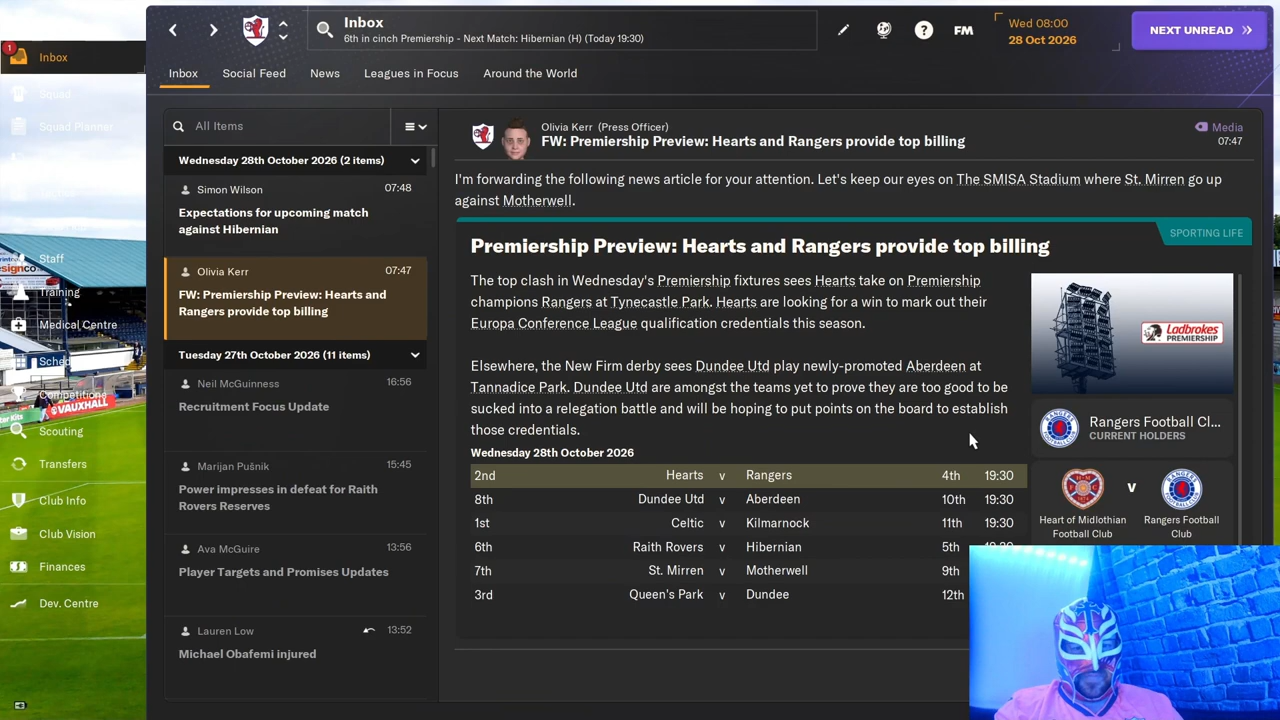 Inbox
6th in cinch Premiership - Next Match: Hibernian (H) (Today 19:30)
?
FM
Wed 08:00
28 Oct 2026
NEXT UNREAD
1
Inbox
Squad
Squad Planner
Staff
Training
Medical Centre
Sched
Competitions
VAUXHALL
Scouting
Transfers
Club Info
Club Vision
Finances
Dev. Centre
Inbox
Social Feed
News
Leagues in Focus
Around the World
All Items
Wednesday 28th October 2026 (2 items)
Simon Wilson
07:48
Expectations for upcoming match
against Hibernian
Olivia Kerr
07:47
FW: Premiership Preview: Hearts and
Rangers provide top billing
Tuesday 27th October 2026 (11 items)
Neil McGuinness
16:56
Recruitment Focus Update
Marijan Pušnik
15:45
Power impresses in defeat for Raith
Rovers Reserves
Ava McGuire
13:56
Player Targets and Promises Updates
Lauren Low
13:52
Michael Obafemi injured
Olivia Kerr (Press Officer)
FW: Premiership Preview: Hearts and Rangers provide top billing
Media
07:47
I'm forwarding the following news article for your attention. Let's keep our eyes on The SMISA Stadium where St. Mirren go up
against Motherwell.
SPORTING LIFE
Premiership Preview: Hearts and Rangers provide top billing
The top clash in Wednesday's Premiership fixtures sees Hearts take on Premiership
champions Rangers at Tynecastle Park. Hearts are looking for a win to mark out their
Europa Conference League qualification credentials this season.
Elsewhere, the New Firm derby sees Dundee Utd play newly-promoted Aberdeen at
Tannadice Park. Dundee Utd are amongst the teams yet to prove they are too good to be
sucked into a relegation battle and will be hoping to put points on the board to establish
those credentials.
Wednesday 28th October 2026
2nd Hearts v Rangers 4th 19:30
8th Dundee Utd v Aberdeen 10th 19:30
1st Celtic v Kilmarnock 11th 19:30
6th Raith Rovers v Hibernian 5th
7th St. Mirren v Motherwell 9th
3rd Queen's Park v Dundee 12th
Ladbrokes
PREMIERSHIP
Rangers Football Cl...
CURRENT HOLDERS
v
Heart of Midlothian
Football Club
Rangers Football
Club